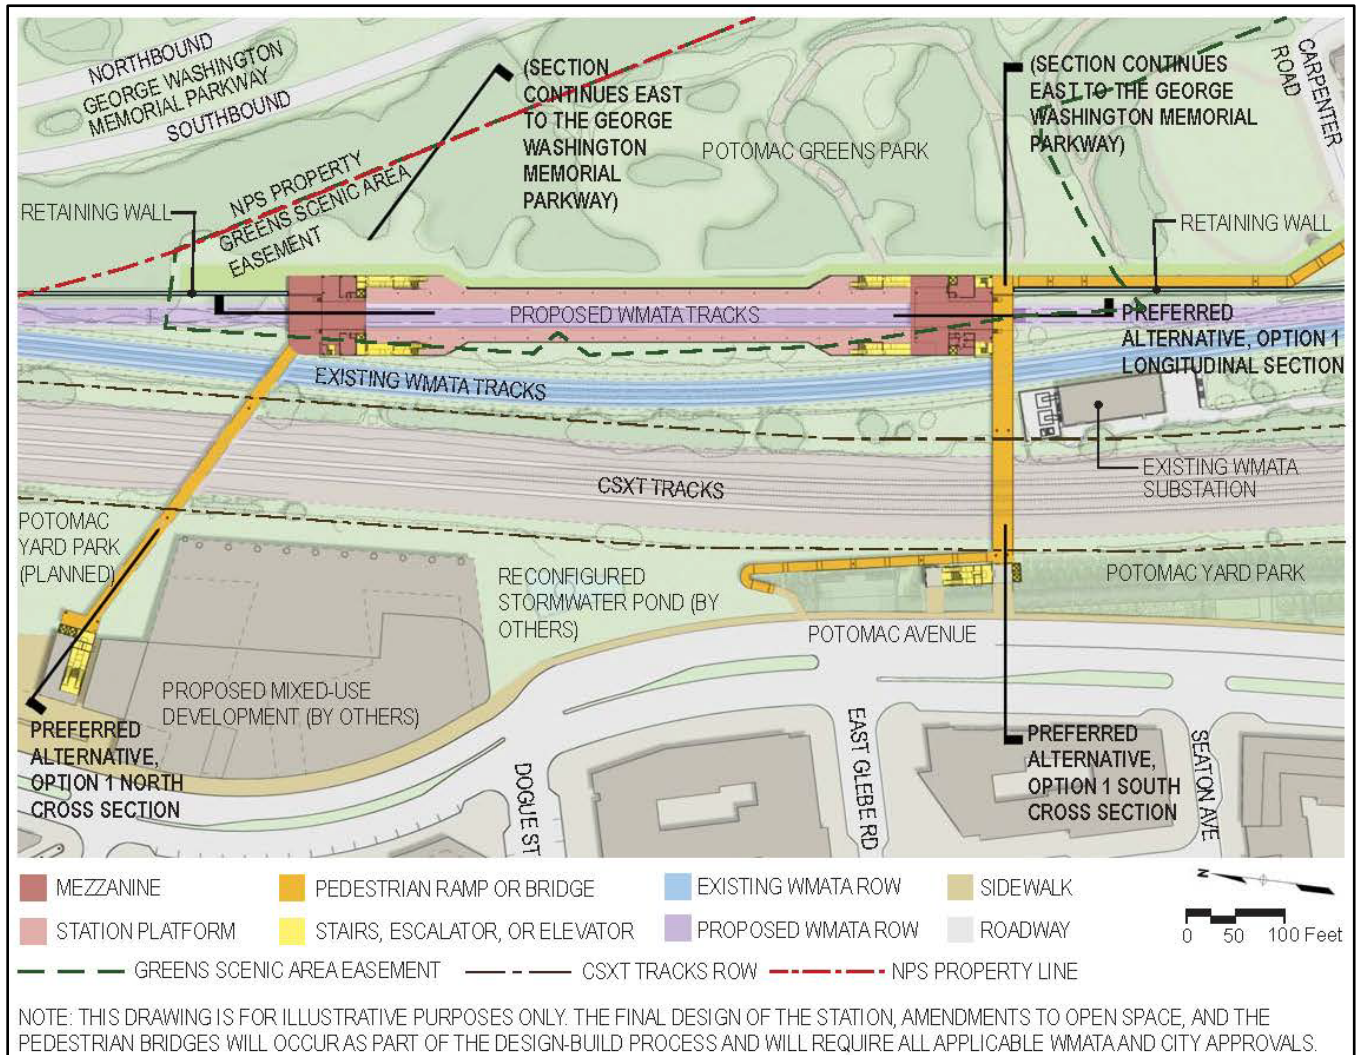 NORTHBOUND
GEORGE WASHINGTON
MEMORIAL PARKWAY
SOUTHBOUND
(SECTION
CONTINUES EAST
TO THE GEORGE
WASHINGTON
MEMORIAL
PARKWAY)
(SECTION CONTINUES
EAST TO THE GEORGE
WASHINGTON MEMORIAL
PARKWAY)
CARPENTER
ROAD
POTOMAC GREENS PARK
NPS PROPERTY
GREENS SCENIC AREA
EASEMENT
RETAINING WALL
RETAINING WALL
PROPOSED WMATA TRACKS
PREFERRED
ALTERNATIVE, OPTION 1
LONGITUDINAL SECTION
EXISTING WMATA TRACKS
CSXT TRACKS
EXISTING WMATA
SUBSTATION
POTOMAC
YARD PARK
(PLANNED)
RECONFIGURED
STORMWATER POND (BY
OTHERS)
POTOMAC YARD PARK
POTOMAC AVENUE
PROPOSED MIXED-USE
DEVELOPMENT (BY OTHERS)
PREFERRED
ALTERNATIVE,
OPTION 1 NORTH
CROSS SECTION
DOGUE ST
EAST GLEBE RD
PREFERRED
ALTERNATIVE,
OPTION 1 SOUTH
CROSS SECTION
SEATON AVE
MEZZANINE
PEDESTRIAN RAMP OR BRIDGE
EXISTING WMATA ROW
SIDEWALK
STATION PLATFORM
STAIRS, ESCALATOR, OR ELEVATOR
PROPOSED WMATA ROW
ROADWAY
N
0 50 100 Feet
GREENS SCENIC AREA EASEMENT
CSXT TRACKS ROW
NPS PROPERTY LINE
NOTE: THIS DRAWING IS FOR ILLUSTRATIVE PURPOSES ONLY. THE FINAL DESIGN OF THE STATION, AMENDMENTS TO OPEN SPACE, AND THE
PEDESTRIAN BRIDGES WILL OCCUR AS PART OF THE DESIGN-BUILD PROCESS AND WILL REQUIRE ALL APPLICABLE WMATA AND CITY APPROVALS.